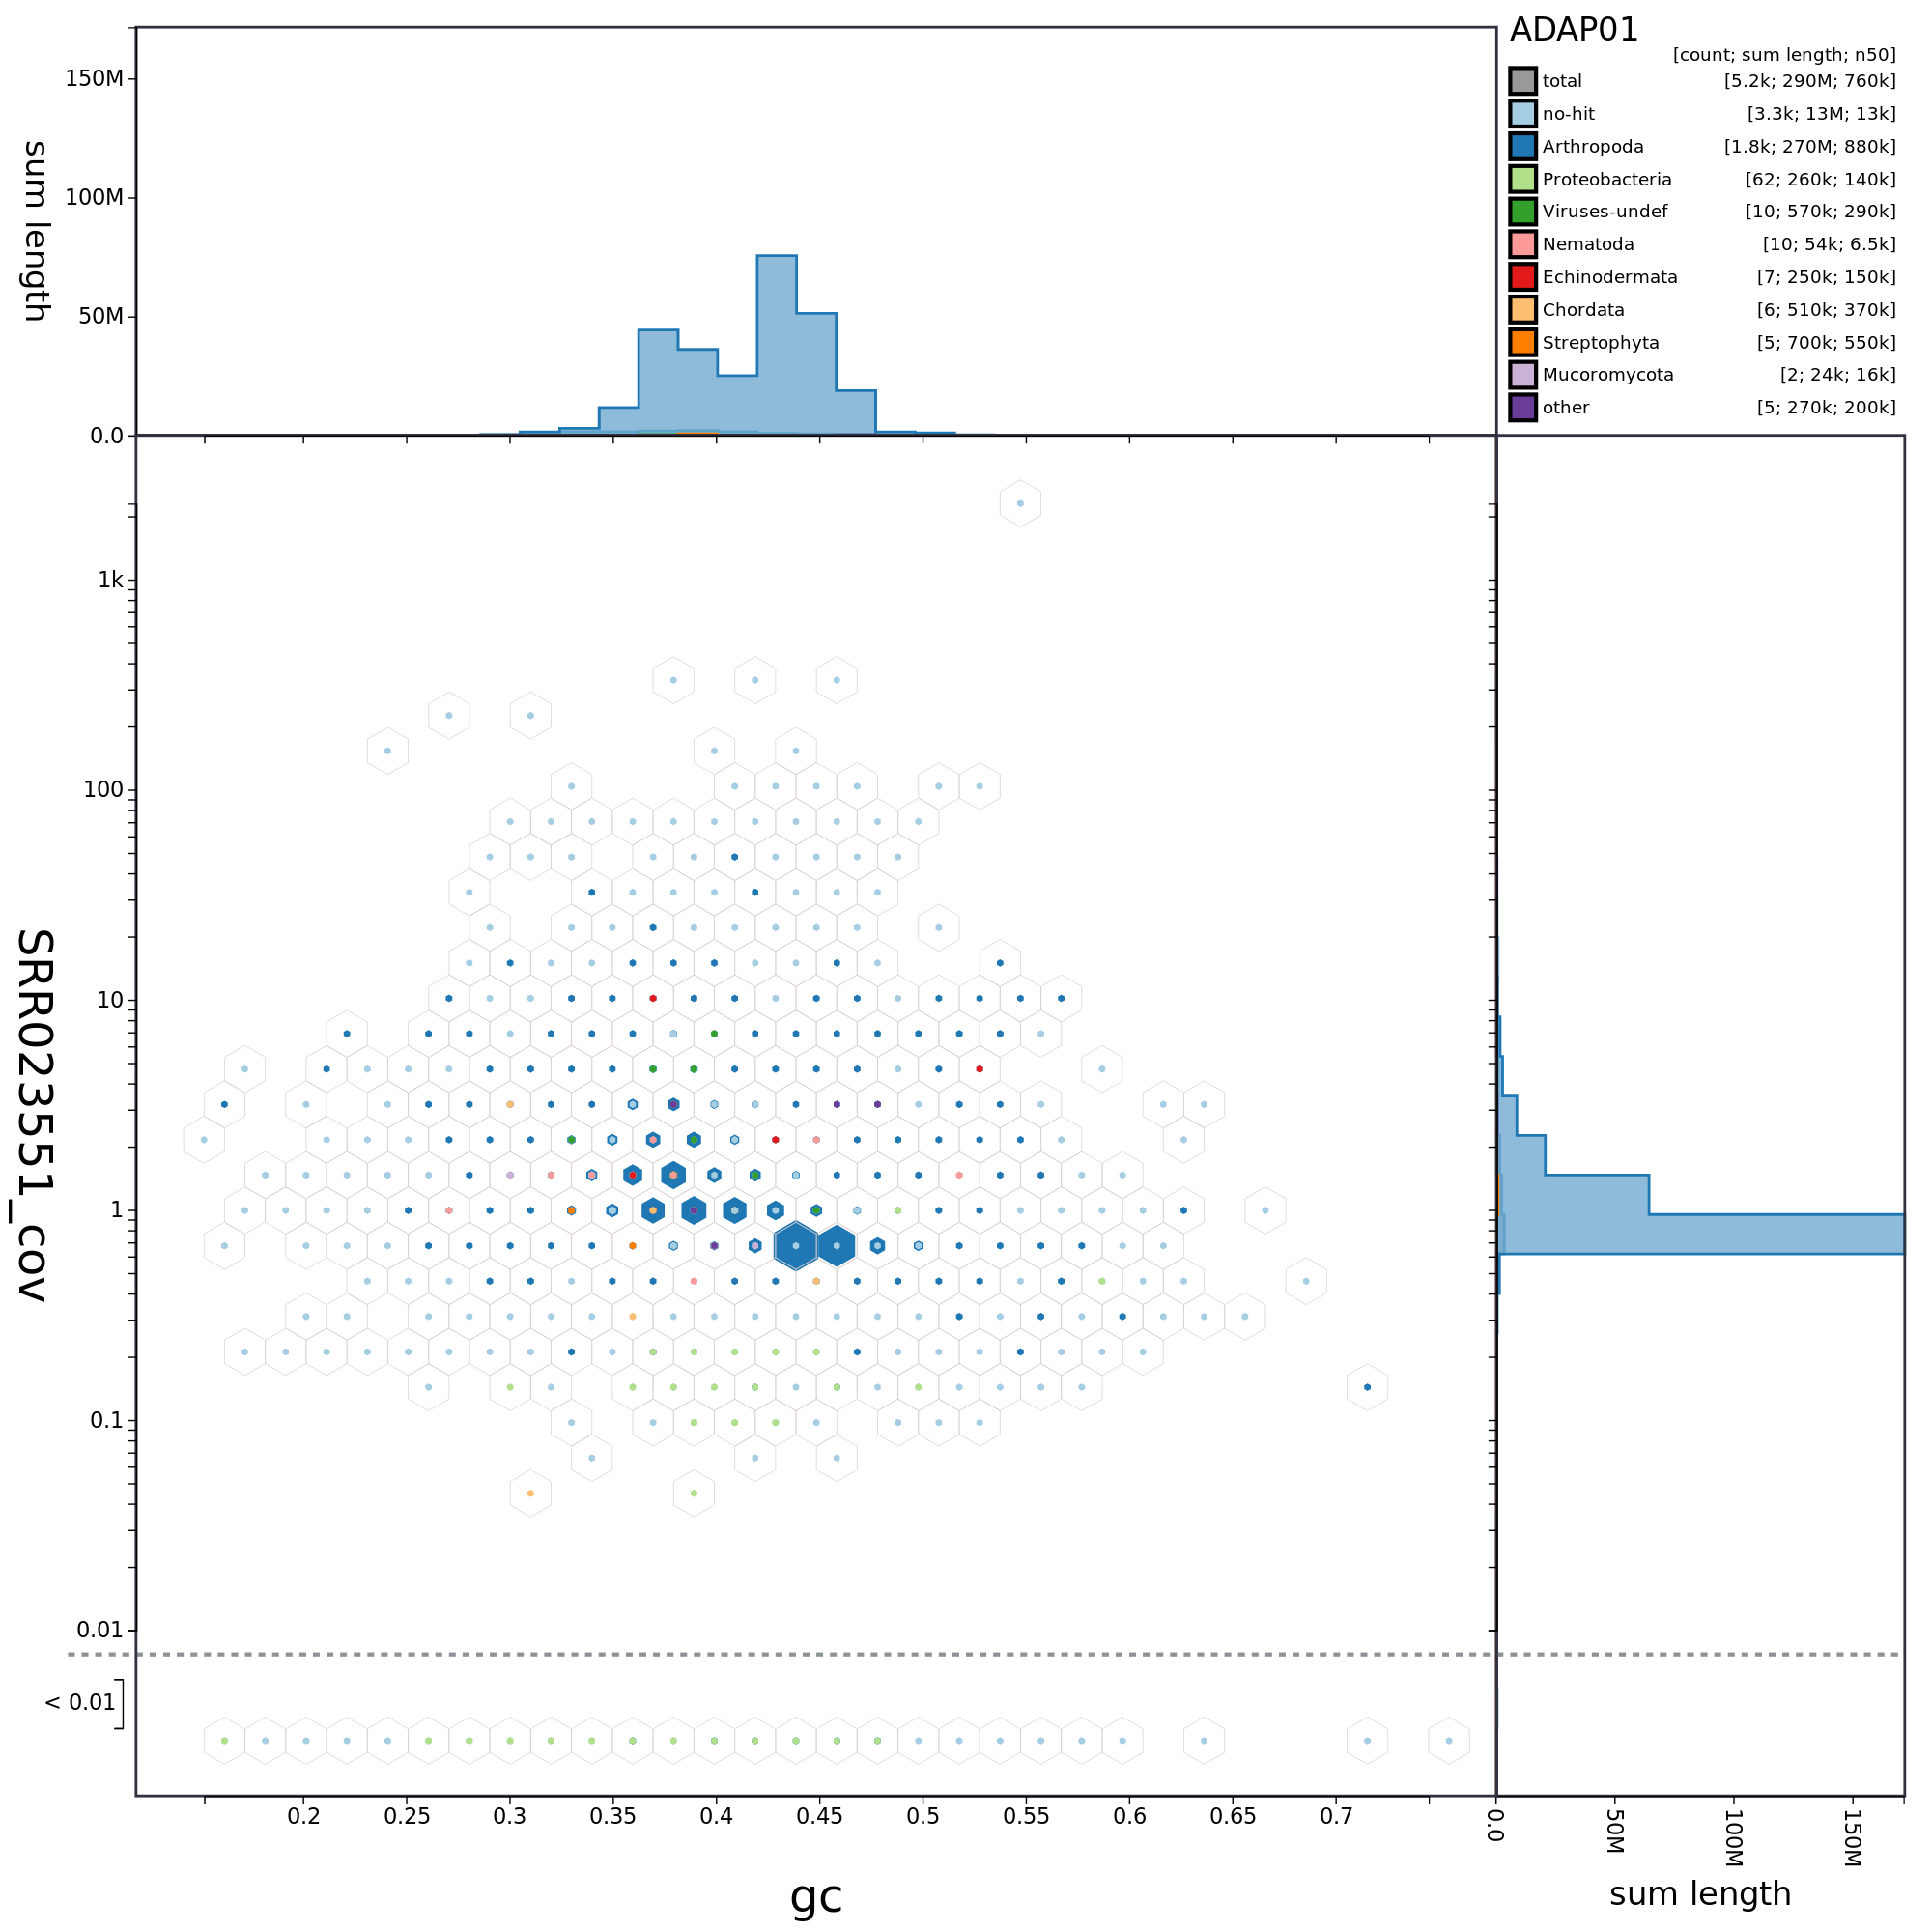 ADAP01
[count; sum length; n50]
total [5.2k; 290M; 760k]
no-hit [3.3k; 13M; 13k]
Arthropoda [1.8k; 270M; 880k]
Proteobacteria [62; 260k; 140k]
Viruses-undef [10; 570k; 290k]
Nematoda [10; 54k; 6.5k]
Echinodermata [7; 250k; 150k]
Chordata [6; 510k; 370k]
Streptophyta [5; 700k; 550k]
Mucoromycota [2; 24k; 16k]
other [5; 270k; 200k]
sum length
150M
100M
50M
0.0
SRR023551_cov
1k
100
10
1
0.1
0.01
< 0.01
0.2 0.25 0.3 0.35 0.4 0.45 0.5 0.55 0.6 0.65 0.7
gc
0.0 50M 100M 150M
sum length